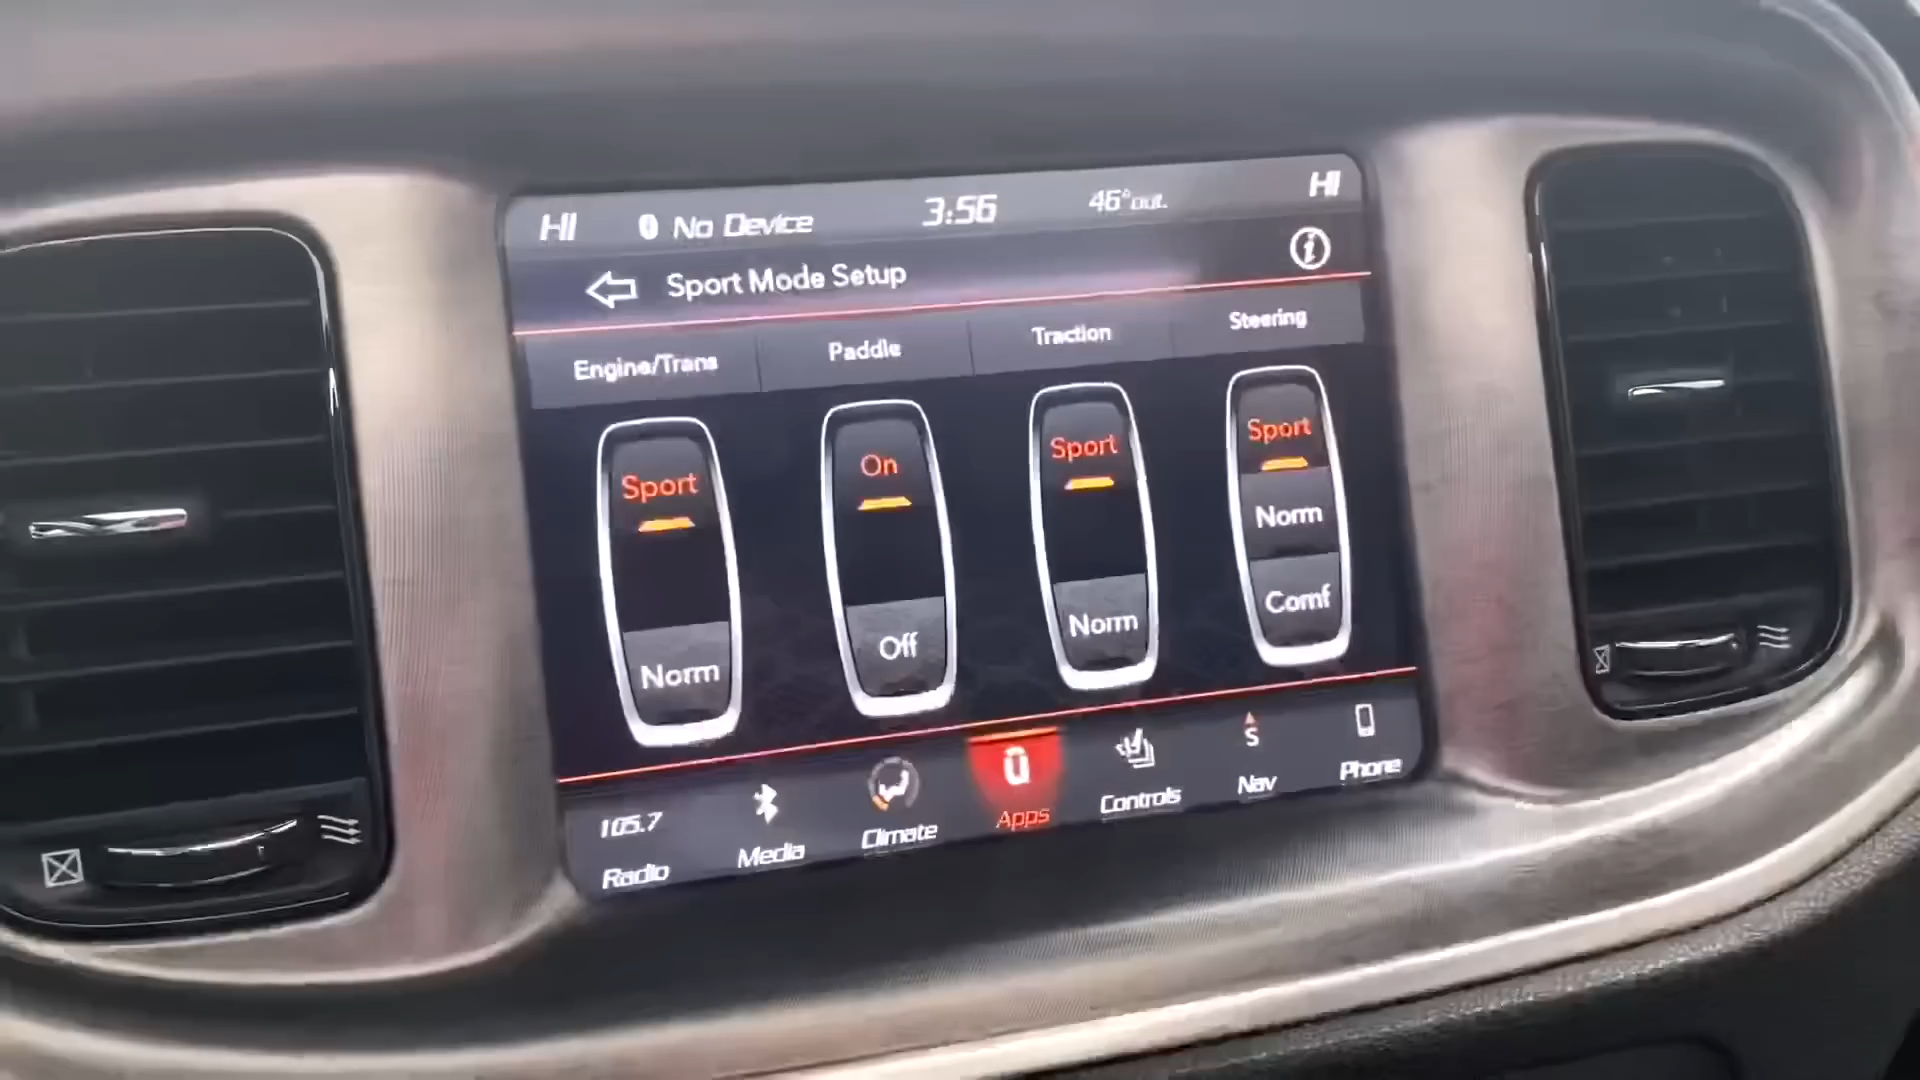 HI No Device 3:56 46°out. HI
Sport Mode Setup
Engine/Trans Paddle Traction Steering
Sport On Sport Sport
Norm
Norm Off Norm Comf
105.7 S
Radio Media Climate Apps Controls Nav Phone